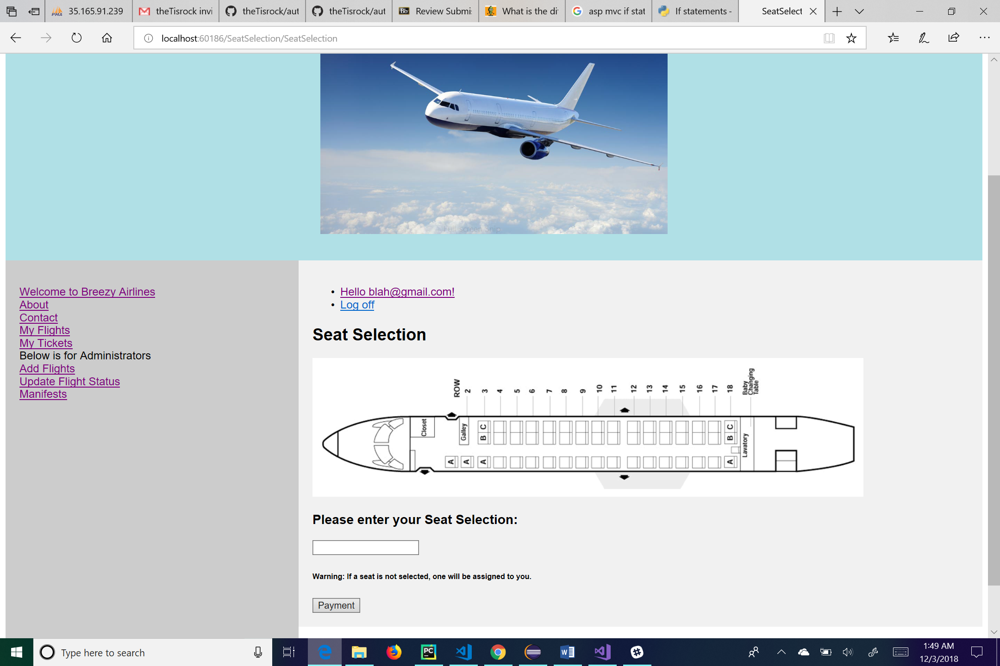 35.165.91.239
theTisrock invi
theTisrock/aut
theTisrock/aut
Review Submi
What is the di
asp mvc if stat
If statements -
SeatSelect
localhost:60186/SeatSelection/SeatSelection
Full-screen Snip
Welcome to Breezy Airlines
About
Contact
My Flights
My Tickets
Below is for Administrators
Add Flights
Update Flight Status
Manifests
• Hello blah@gmail.com!
• Log off
Seat Selection
ROW 2 3 4 5 6 7 8 9 10 11 12 13 14 15 16 17 18 Baby Changing Table
Closet
Galley
B C
B C
Lavatory
A A A A
Please enter your Seat Selection:
Warning: If a seat is not selected, one will be assigned to you.
Payment
Type here to search
1:49 AM
12/3/2018